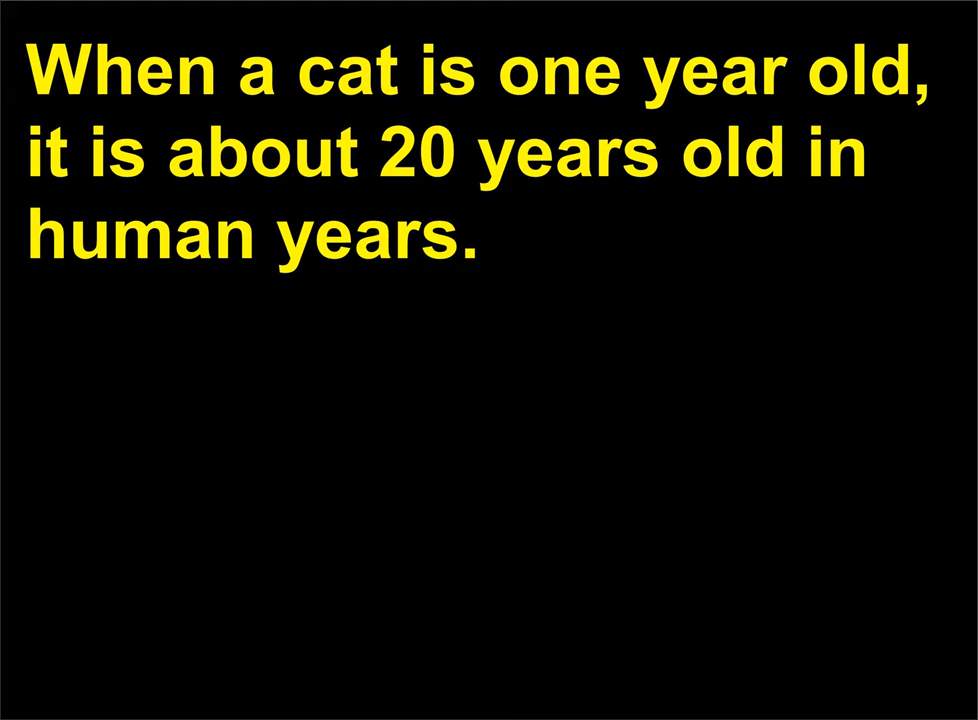 When a cat is one year old,
it is about 20 years old in
human years.